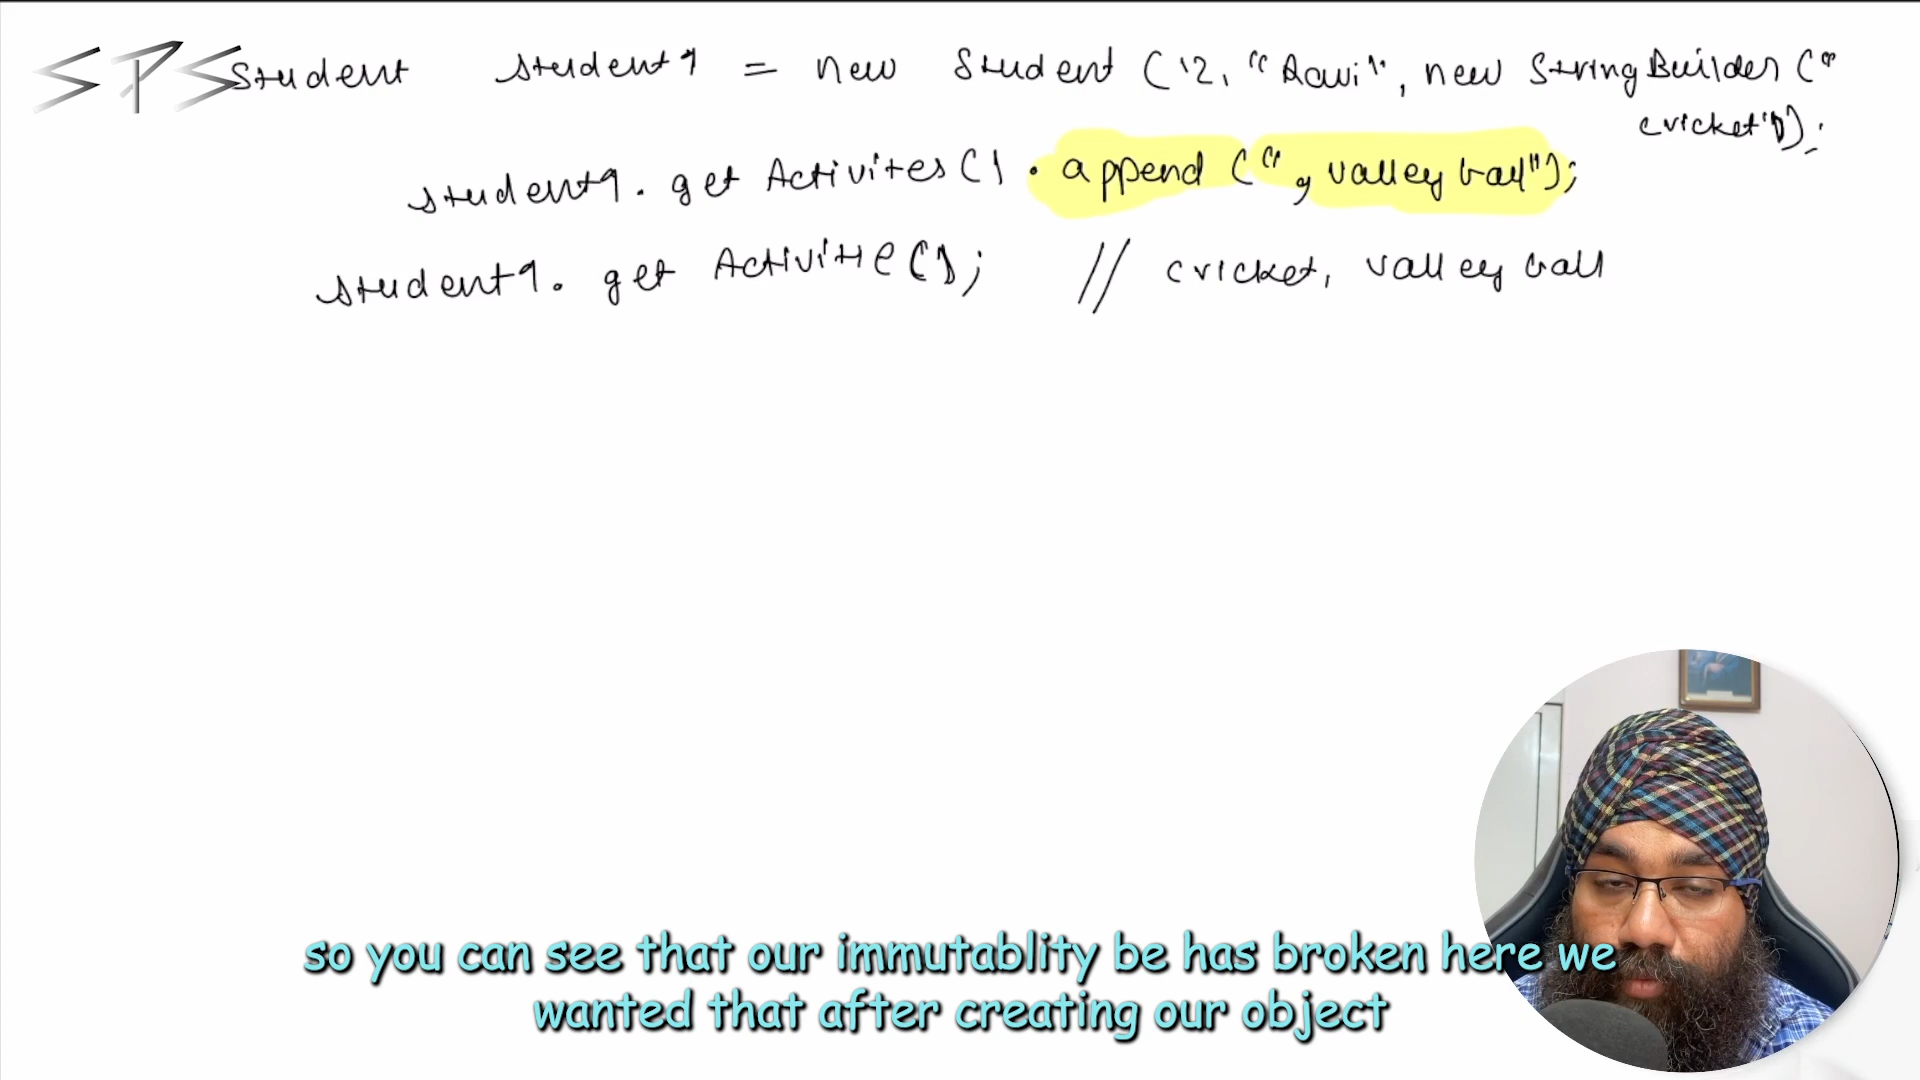 SPS
Student student1 = new Student (12, "Ravi", new StringBuilder ("
cricket"));
student1. get Activites () . append (" , valley ball");
student1. get Activitie (); // cricket, valley ball
so you can see that our immutablity be has broken here we
wanted that after creating our object